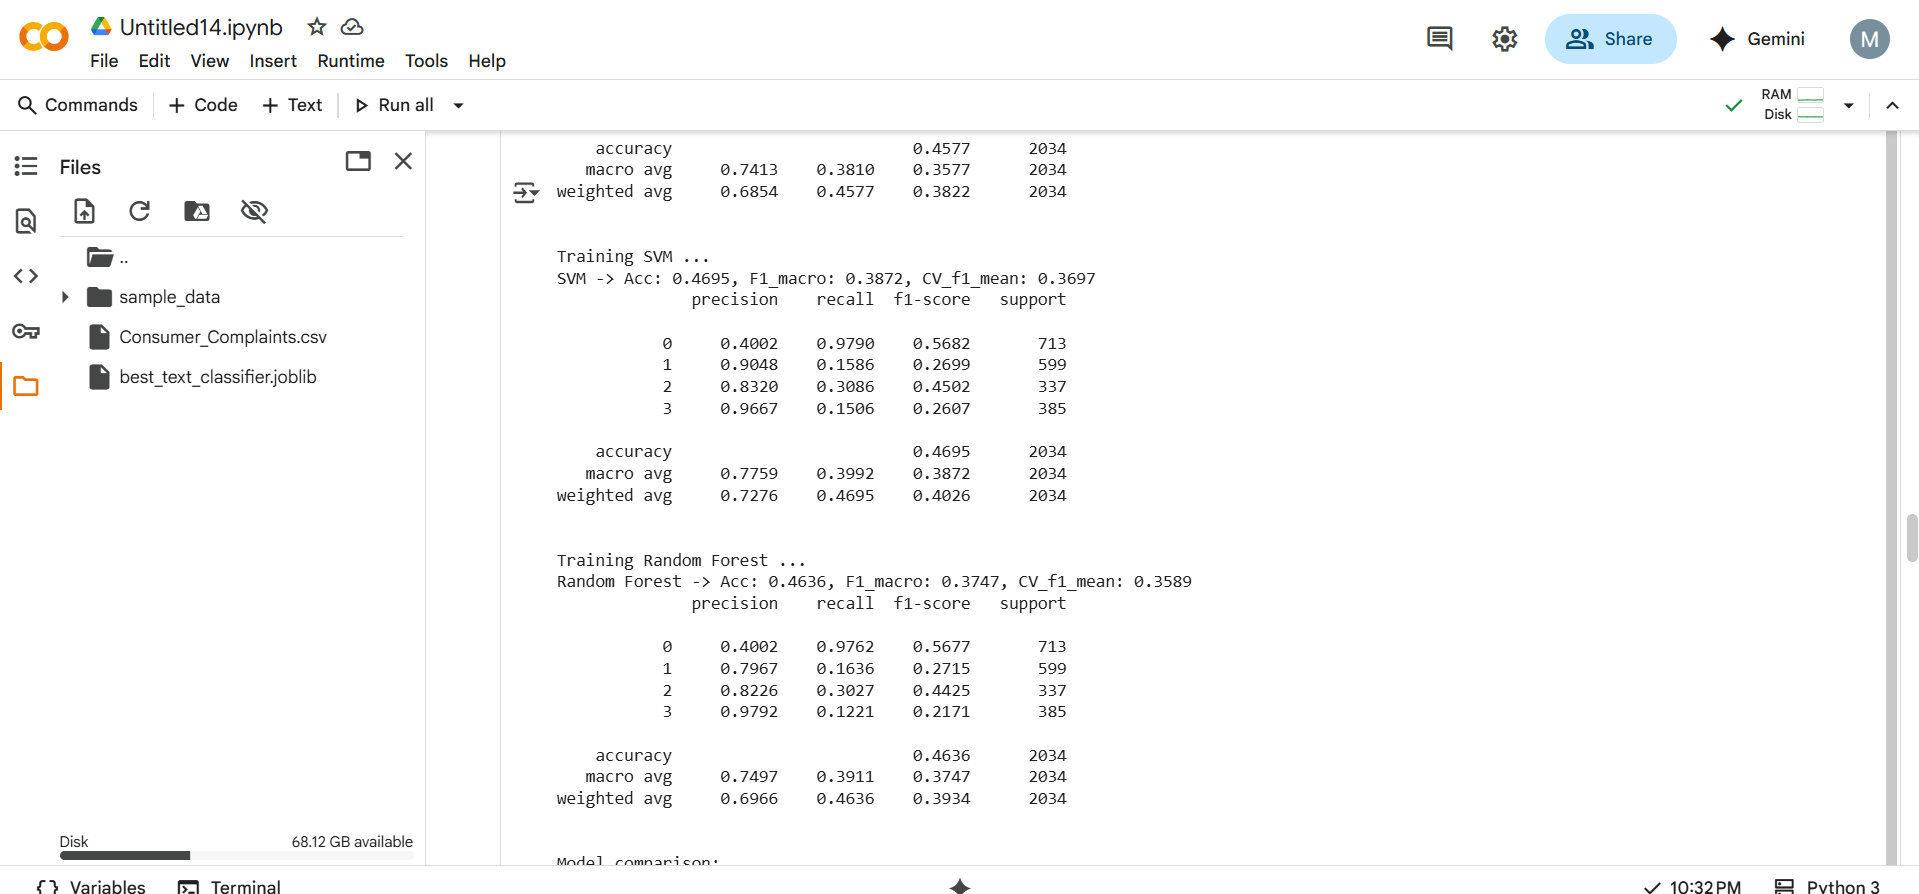 Untitled14.ipynb
File Edit View Insert Runtime Tools Help
Share
Gemini
M
Commands + Code + Text Run all
RAM
Disk
Files
..
sample_data
Consumer_Complaints.csv
best_text_classifier.joblib
Disk 68.12 GB available
accuracy 0.4577 2034
macro avg 0.7413 0.3810 0.3577 2034
weighted avg 0.6854 0.4577 0.3822 2034
Training SVM ...
SVM -> Acc: 0.4695, F1_macro: 0.3872, CV_f1_mean: 0.3697
precision recall f1-score support
0 0.4002 0.9790 0.5682 713
1 0.9048 0.1586 0.2699 599
2 0.8320 0.3086 0.4502 337
3 0.9667 0.1506 0.2607 385
accuracy 0.4695 2034
macro avg 0.7759 0.3992 0.3872 2034
weighted avg 0.7276 0.4695 0.4026 2034
Training Random Forest ...
Random Forest -> Acc: 0.4636, F1_macro: 0.3747, CV_f1_mean: 0.3589
precision recall f1-score support
0 0.4002 0.9762 0.5677 713
1 0.7967 0.1636 0.2715 599
2 0.8226 0.3027 0.4425 337
3 0.9792 0.1221 0.2171 385
accuracy 0.4636 2034
macro avg 0.7497 0.3911 0.3747 2034
weighted avg 0.6966 0.4636 0.3934 2034
Model comparison:
Variables Terminal
10:32 PM Python 3